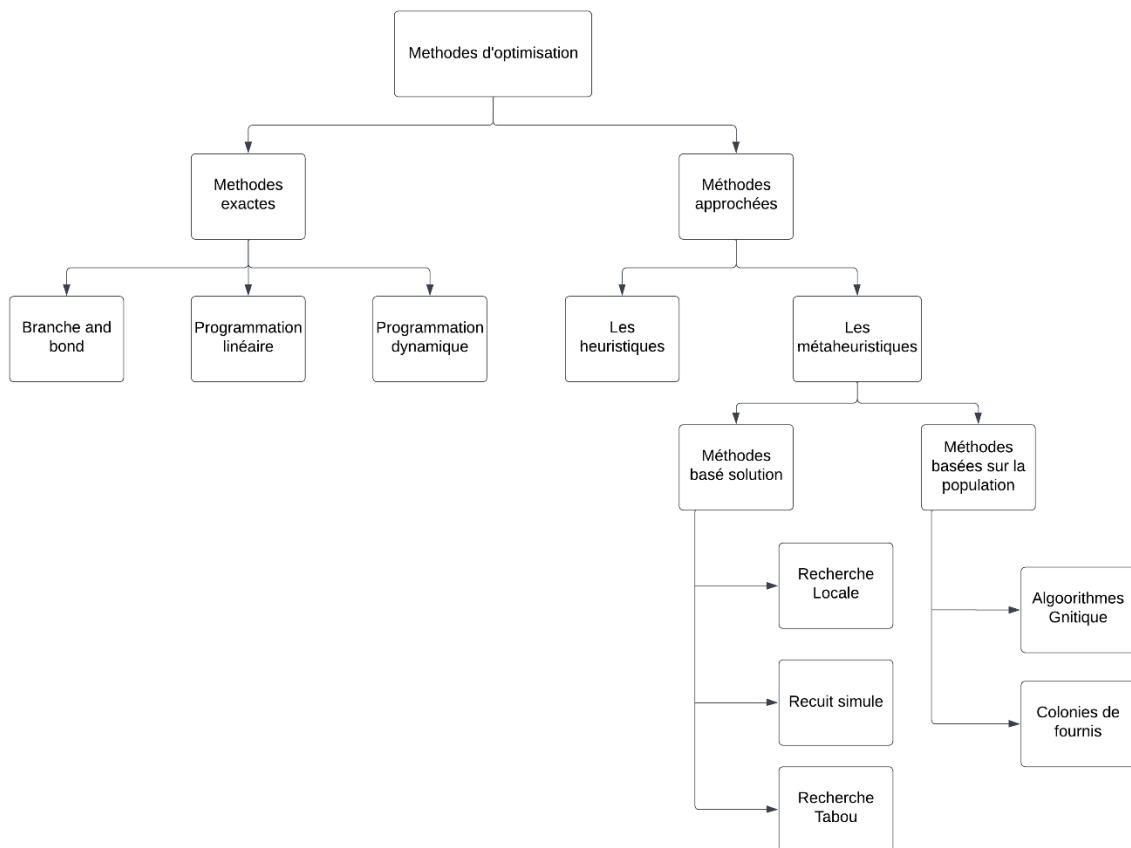 Methodes d'optimisation
Methodes
exactes
Méthodes
approchées
Branche and
bond
Programmation
linéaire
Programmation
dynamique
Les
heuristiques
Les
métaheuristiques
Méthodes
basé solution
Méthodes
basées sur la
population
Recherche
Locale
Algoorithmes
Gnitique
Recuit simule
Colonies de
fournis
Recherche
Tabou